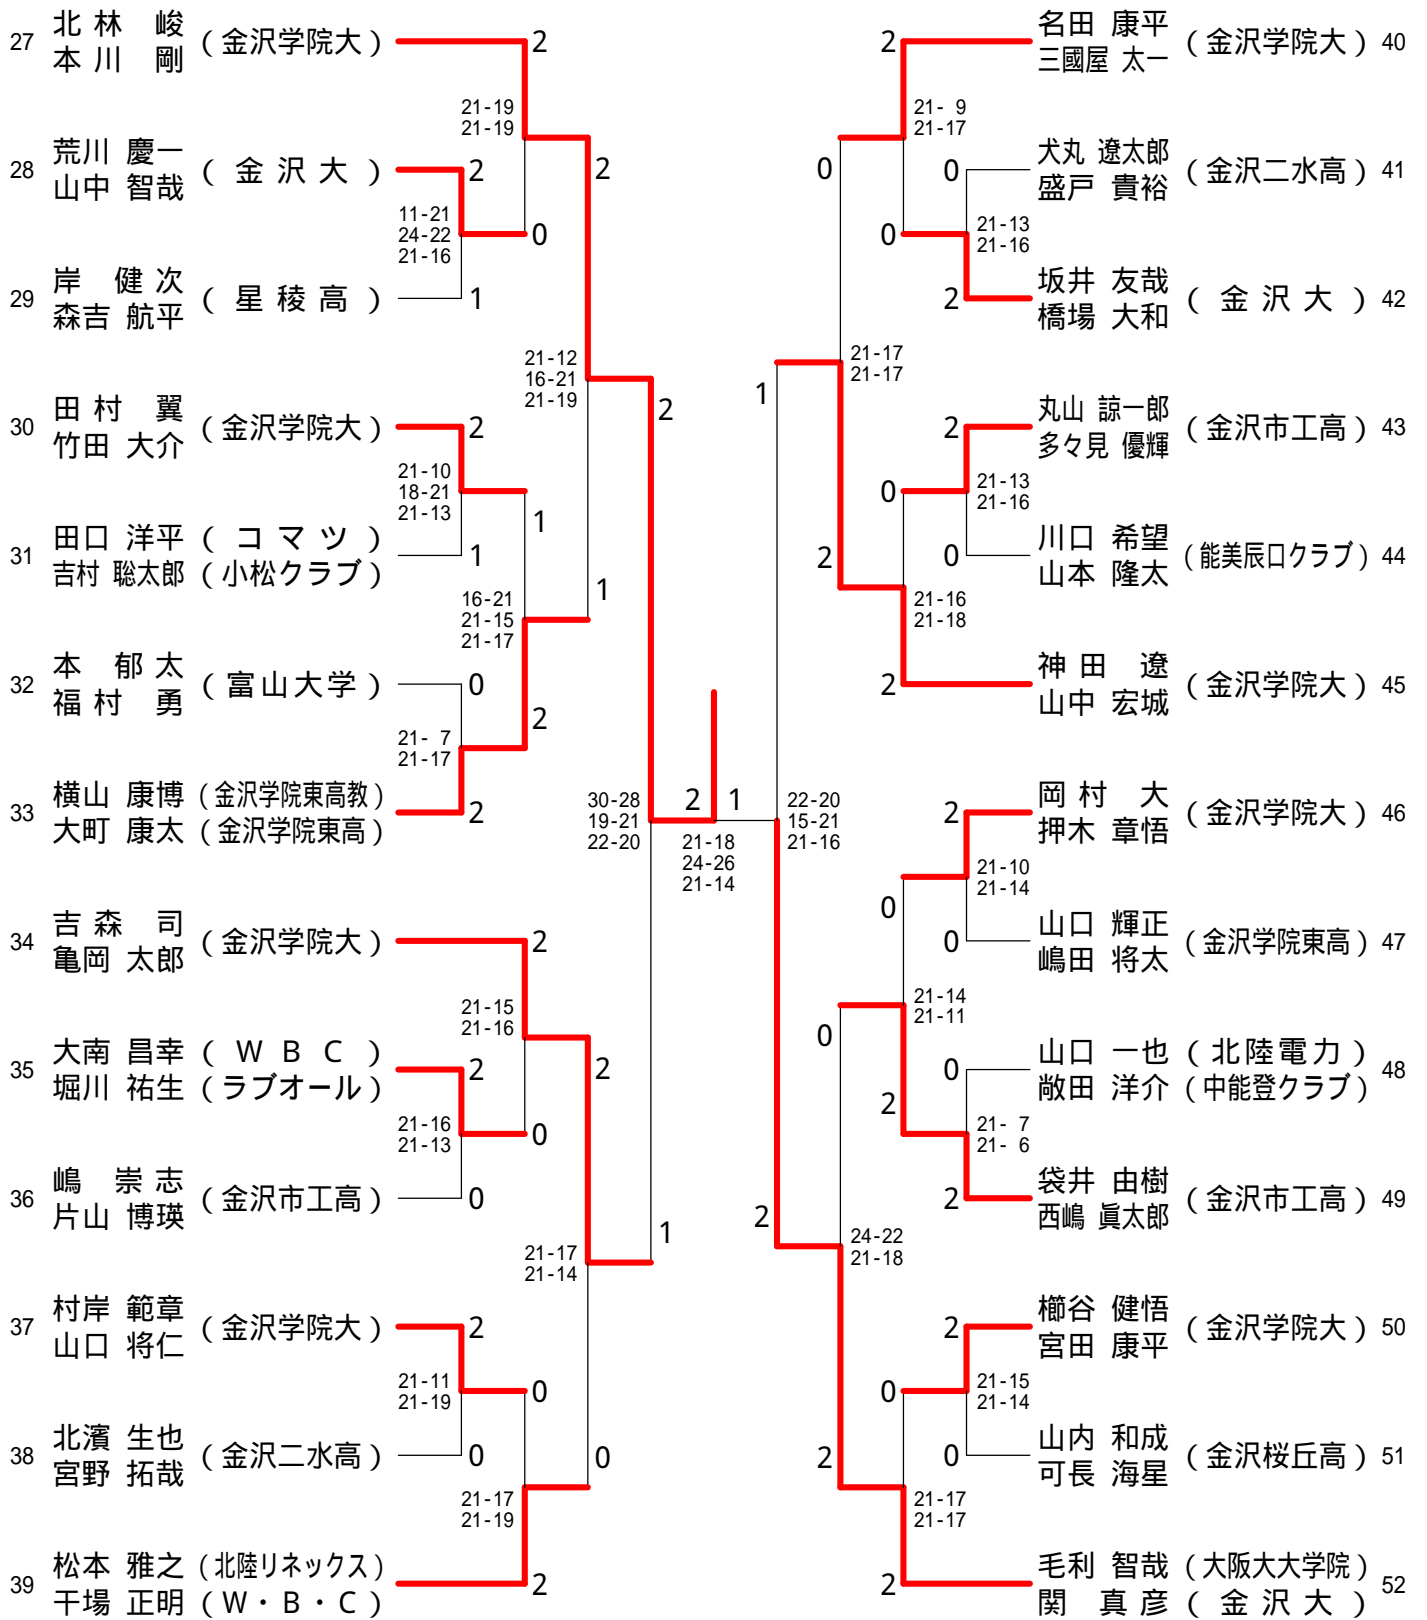 27 北林 峻 (金沢学院大)
本川 剛
2
21-19
21-19
28 荒川 慶一 (金沢大)
山中 智哉
2
2
11-21
24-22
21-16
0
29 岸 健次 (星稜高)
森吉 航平
1
21-12
16-21
21-19
2
30 田村 翼 (金沢学院大)
竹田 大介
2
21-10
18-21
21-13
1
31 田口 洋平 (コマツ)
吉村 聡太郎 (小松クラブ)
1
16-21
21-15
21-17
1
32 本 郁太 (富山大学)
福村 勇
0
21- 7
21-17
2
33 横山 康博 (金沢学院東高教)
大町 康太 (金沢学院東高)
2
30-28
19-21
22-20
2
1
21-18
24-26
21-14
34 吉森 司 (金沢学院大)
亀岡 太郎
2
21-15
21-16
35 大南 昌幸 (WBC)
堀川 祐生 (ラブオール)
2
2
21-16
21-13
0
36 嶋 崇志 (金沢市工高)
片山 博瑛
0
21-17
21-14
1
37 村岸 範章 (金沢学院大)
山口 将仁
2
21-11
21-19
0
38 北濱 生也 (金沢二水高)
宮野 拓哉
0
0
21-17
21-19
39 松本 雅之 (北陸リネックス)
干場 正明 (W・B・C)
2
2
名田 康平 (金沢学院大) 40
三國屋 太一
21- 9
21-17
0
0
犬丸 遼太郎 (金沢二水高) 41
盛戸 貴裕
0
21-13
21-16
2
坂井 友哉 (金沢大) 42
橋場 大和
21-17
21-17
1
2
丸山 諒一郎 (金沢市工高) 43
多々見 優輝
0
21-13
21-16
2
0
川口 希望 (能美辰口クラブ) 44
山本 隆太
21-16
21-18
2
神田 遼 (金沢学院大) 45
山中 宏城
22-20
15-21
21-16
2
岡村 大 (金沢学院大) 46
押木 章悟
21-10
21-14
0
0
山口 輝正 (金沢学院東高) 47
嶋田 将太
21-14
21-11
0
0
山口 一也 (北陸電力) 48
敞田 洋介 (中能登クラブ)
2
21- 7
21- 6
2
袋井 由樹 (金沢市工高) 49
西嶋 眞太郎
2
24-22
21-18
2
櫛谷 健悟 (金沢学院大) 50
宮田 康平
0
21-15
21-14
2
0
山内 和成 (金沢桜丘高) 51
可長 海星
21-17
21-17
2
毛利 智哉 (大阪大大学院) 52
関 真彦 (金沢大)